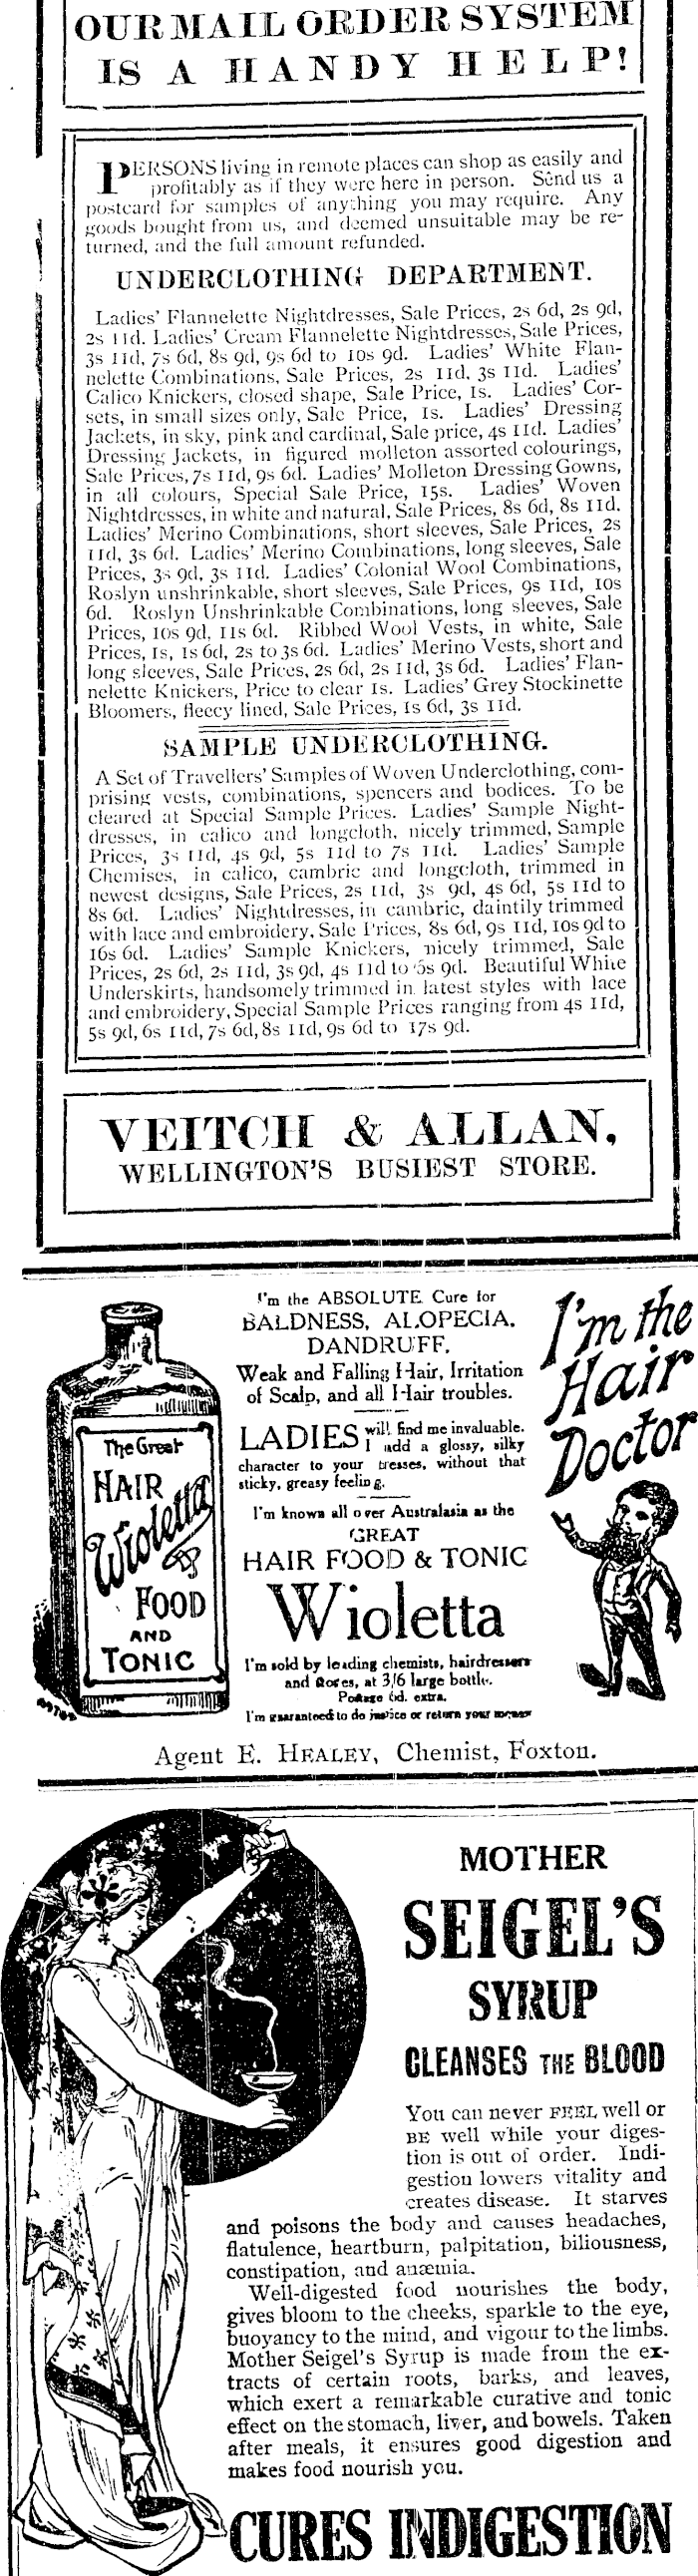 OUR MAIL ORDER SYSTEM
IS A HANDY HELP!
PERSONS living in remote places can shop as easily and
profitably as if they were here in person. Send us a
postcard for samples of anything you may require. Any
goods bought from us, and deemed unsuitable may be re-
turned, and the full amount refunded.
UNDERCLOTHING DEPARTMENT.
Ladies' Flannelette Nightdresses, Sale Prices, 2s 6d, 2s 9d,
2s 11d. Ladies' Cream Flannelette Nightdresses, Sale Prices,
3s 11d, 7s 6d, 8s 9d, 9s 6d to 10s 9d. Ladies' White Flan-
nelette Combinations, Sale Prices, 2s 11d, 3s 11d. Ladies'
Calico Knickers, closed shape, Sale Price, 1s. Ladies' Cor-
sets, in small sizes only, Sale Price, 1s. Ladies' Dressing
Jackets, in sky, pink and cardinal, Sale price, 4s 11d. Ladies'
Dressing Jackets, in figured molleton assorted colourings,
Sale Prices, 7s 11d, 9s 6d. Ladies' Molleton Dressing Gowns,
in all colours, Special Sale Price, 15s. Ladies' Woven
Nightdresses, in white and natural, Sale Prices, 8s 6d, 8s 11d.
Ladies' Merino Combinations, short sleeves, Sale Prices, 2s
11d, 3s 6d. Ladies' Merino Combinations, long sleeves, Sale
Prices, 3s 9d, 3s 11d. Ladies' Colonial Wool Combinations,
Roslyn unshrinkable, short sleeves, Sale Prices, 9s 11d, 10s
6d. Roslyn Unshrinkable Combinations, long sleeves, Sale
Prices, 10s 9d, 11s 6d. Ribbed Wool Vests, in white, Sale
Prices, 1s, 1s 6d, 2s to 3s 6d. Ladies' Merino Vests, short and
long sleeves, Sale Prices, 2s 6d, 2s 11d, 3s 6d. Ladies' Flan-
nelette Knickers, Price to clear 1s. Ladies' Grey Stockinette
Bloomers, fleecy lined, Sale Prices, 1s 6d, 3s 11d.
SAMPLE UNDERCLOTHING.
A Set of Travellers' Samples of Woven Underclothing, com-
prising vests, combinations, spencers and bodices. To be
cleared at Special Sample Prices. Ladies' Sample Night-
dresses, in calico and longcloth, nicely trimmed, Sample
Prices, 3s 11d, 4s 9d, 5s 11d to 7s 11d. Ladies' Sample
Chemises, in calico, cambric and longcloth, trimmed in
newest designs, Sale Prices, 2s 11d, 3s 9d, 4s 6d, 5s 11d to
8s 6d. Ladies' Nightdresses, in cambric, daintily trimmed
with lace and embroidery, Sale Prices, 8s 6d, 9s 11d, 10s 9d to
16s 6d. Ladies' Sample Knickers, nicely trimmed, Sale
Prices, 2s 6d, 2s 11d, 3s 9d, 4s 11d to 5s 9d. Beautiful White
Underskirts, handsomely trimmed in latest styles with lace
and embroidery, Special Sample Prices ranging from 4s 11d,
5s 9d, 6s 11d, 7s 6d, 8s 11d, 9s 6d to 17s 9d.
VEITCH & ALLAN,
WELLINGTON'S BUSIEST STORE.
The Great
HAIR
Wioletta
FOOD
AND
TONIC
I'm the ABSOLUTE Cure for
BALDNESS, ALOPECIA.
DANDRUFF,
Weak and Falling Hair, Irritation
of Scalp, and all Hair troubles.
LADIES will find me invaluable.
I add a glossy, silky
character to your tresses, without that
sticky, greasy feeling.
I'm known all over Australasia as the
GREAT
HAIR FOOD & TONIC
Wioletta
I'm sold by leading chemists, hairdressers
and Stores, at 3/6 large bottle.
Postage 6d. extra.
I'm guaranteed to do justice or return your money
I'm the
Hair
Doctor
Agent E. HEALEY, Chemist, Foxton.
MOTHER
SEIGEL'S
SYRUP
CLEANSES THE BLOOD
You can never FEEL well or
BE well while your diges-
tion is out of order. Indi-
gestion lowers vitality and
creates disease. It starves
and poisons the body and causes headaches,
flatulence, heartburn, palpitation, biliousness,
constipation, and anæmia.
Well-digested food nourishes the body,
gives bloom to the cheeks, sparkle to the eye,
buoyancy to the mind, and vigour to the limbs.
Mother Seigel's Syrup is made from the ex-
tracts of certain roots, barks, and leaves,
which exert a remarkable curative and tonic
effect on the stomach, liver, and bowels. Taken
after meals, it ensures good digestion and
makes food nourish you.
CURES INDIGESTION